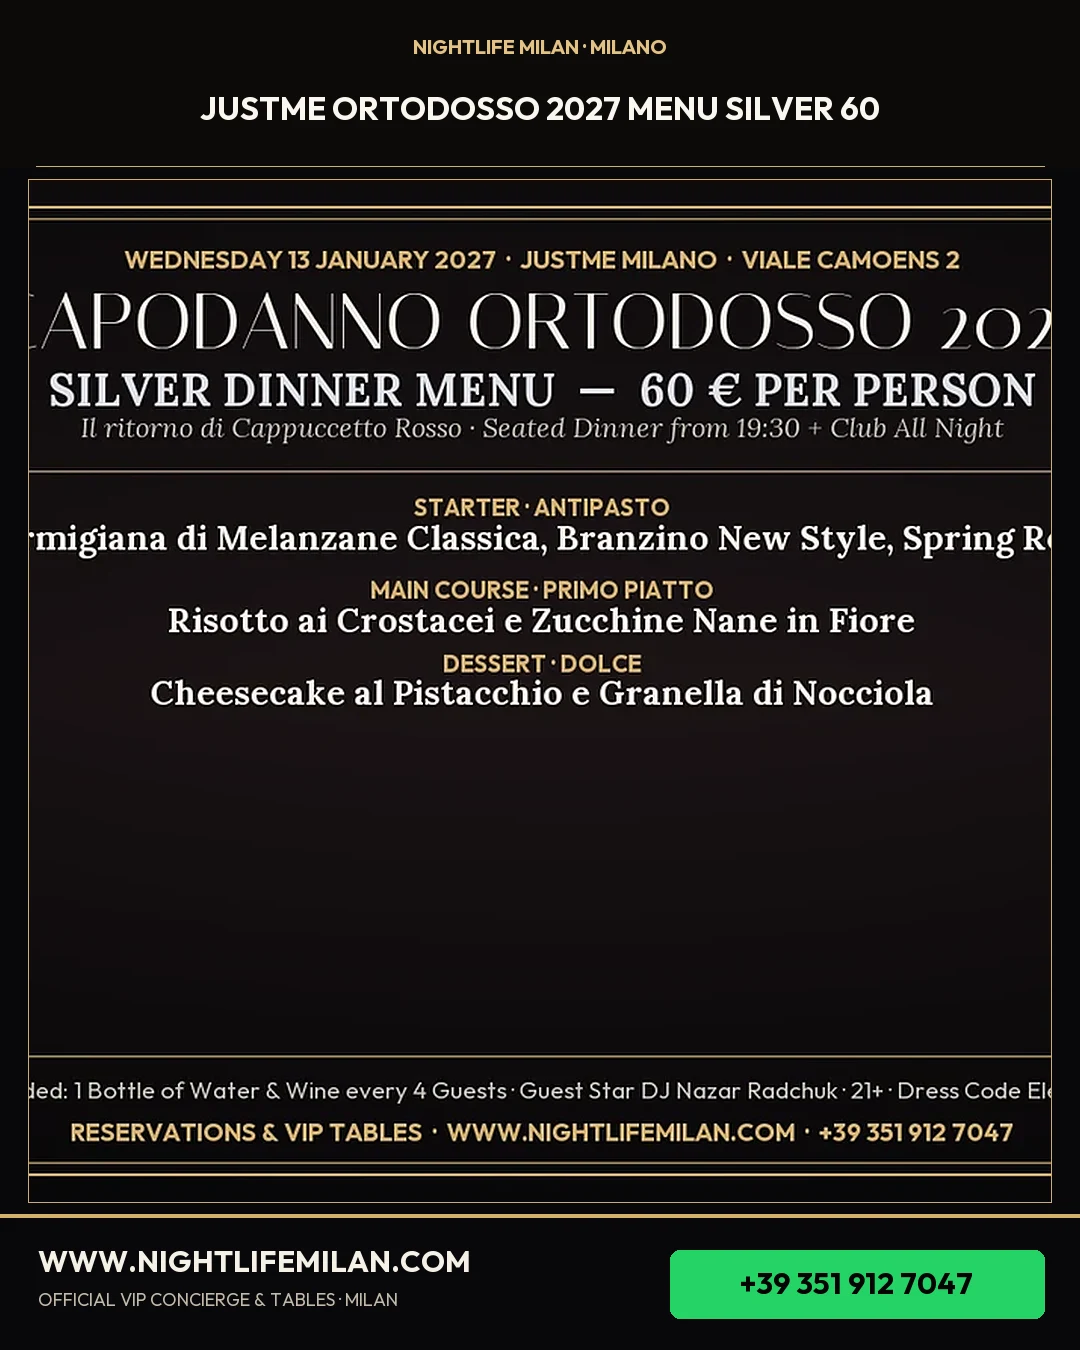 NIGHTLIFE MILAN · MILANO
JUSTME ORTODOSSO 2027 MENU SILVER 60
WEDNESDAY 13 JANUARY 2027 · JUSTME MILANO · VIALE CAMOENS 2
CAPODANNO ORTODOSSO 202
SILVER DINNER MENU — 60 € PER PERSON
Il ritorno di Cappuccetto Rosso · Seated Dinner from 19:30 + Club All Night
STARTER · ANTIPASTO
rmigiana di Melanzane Classica, Branzino New Style, Spring
MAIN COURSE · PRIMO PIATTO
Risotto ai Crostacei e Zucchine Nane in Fiore
DESSERT · DOLCE
Cheesecake al Pistacchio e Granella di Nocciola
ded: 1 Bottle of Water & Wine every 4 Guests · Guest Star DJ Nazar Radchuk · 21+ · Dress Code
RESERVATIONS & VIP TABLES · WWW.NIGHTLIFEMILAN.COM · +39 351 912 7047
WWW.NIGHTLIFEMILAN.COM
OFFICIAL VIP CONCIERGE & TABLES · MILAN
+39 351 912 7047